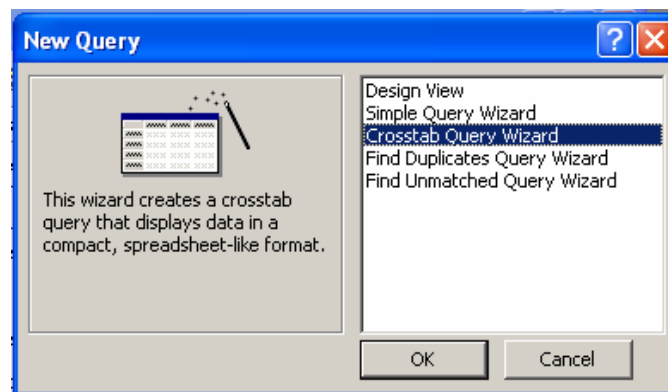 New Query
This wizard creates a crosstab
query that displays data in a
compact, spreadsheet-like format.
Design View
Simple Query Wizard
Crosstab Query Wizard
Find Duplicates Query Wizard
Find Unmatched Query Wizard
OK
Cancel